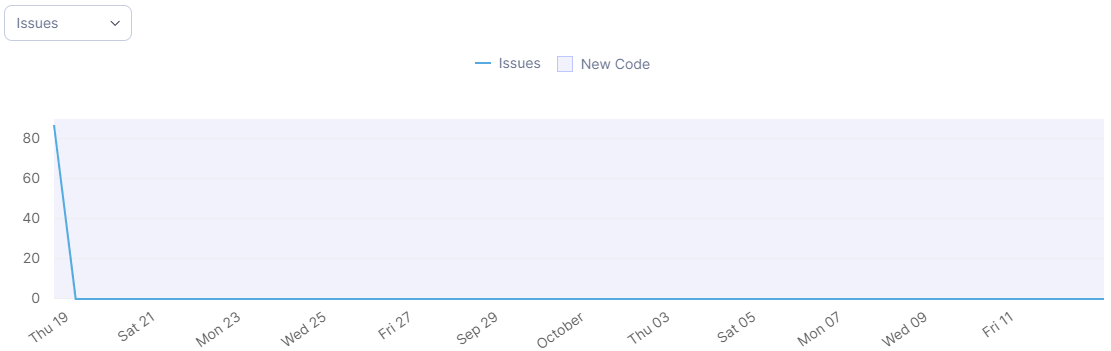 Issues
Issues New Code
80
60
40
20
0
Thu 19 Sat 21 Mon 23 Wed 25 Fri 27 Sep 29 October Thu 03 Sat 05 Mon 07 Wed 09 Fri 11